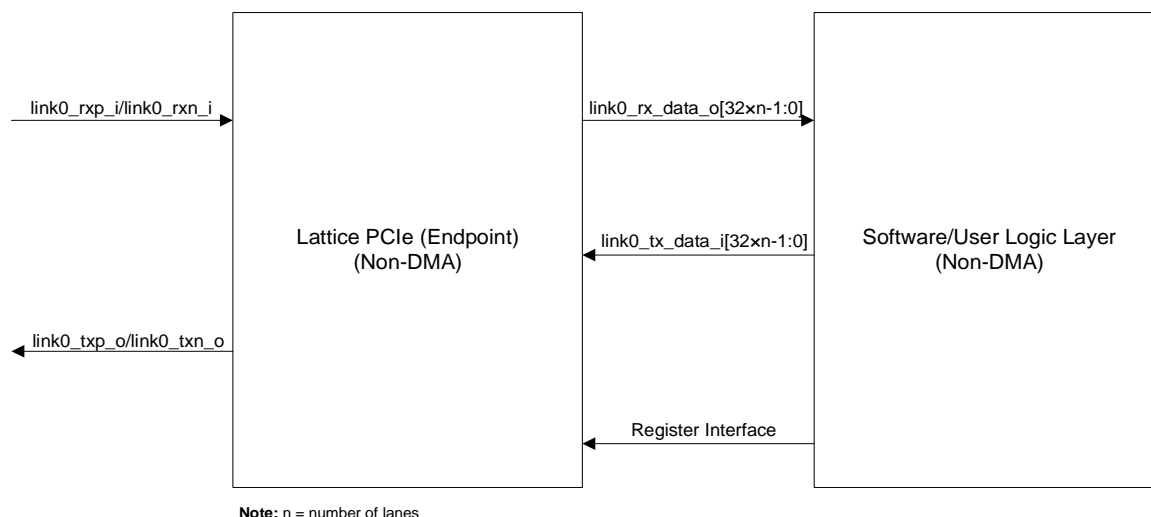 link0_rxp_i/link0_rxn_i
link0_rx_data_o[32×n-1:0]
Lattice PCIe (Endpoint)
(Non-DMA)
link0_tx_data_i[32×n-1:0]
Software/User Logic Layer
(Non-DMA)
link0_txp_o/link0_txn_o
Register Interface
Note: n = number of lanes